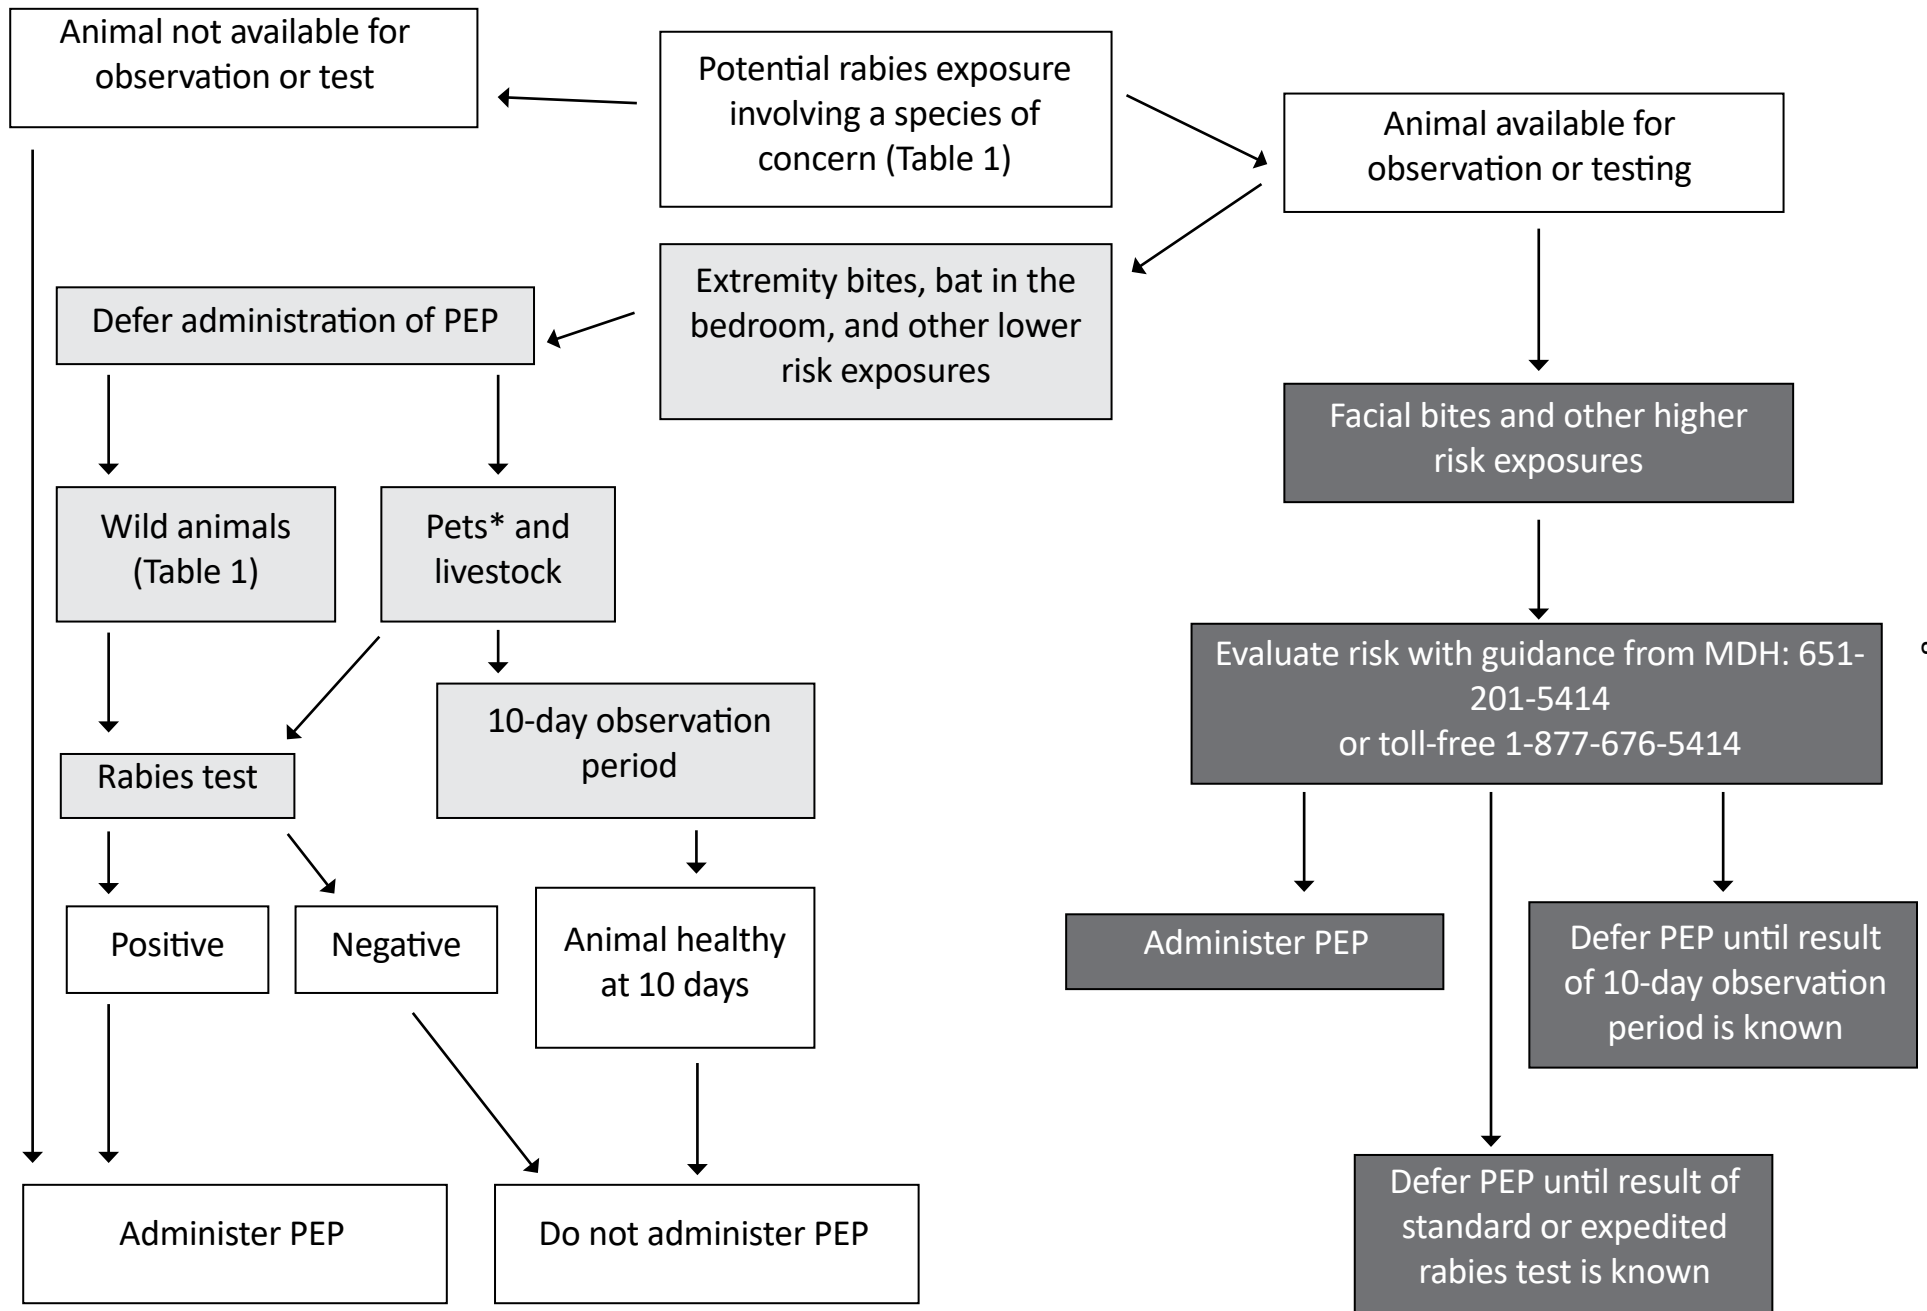 Animal not available for
observation or test
Potential rabies exposure
involving a species of
concern (Table 1)
Animal available for
observation or testing
Extremity bites, bat in the
bedroom, and other lower
risk exposures
Defer administration of PEP
Facial bites and other higher
risk exposures
Wild animals
(Table 1)
Pets* and
livestock
Evaluate risk with guidance from MDH: 651-
201-5414
or toll-free 1-877-676-5414
10-day observation
period
Rabies test
Positive
Negative
Animal healthy
at 10 days
Administer PEP
Defer PEP until result
of 10-day observation
period is known
Administer PEP
Do not administer PEP
Defer PEP until result of
standard or expedited
rabies test is known